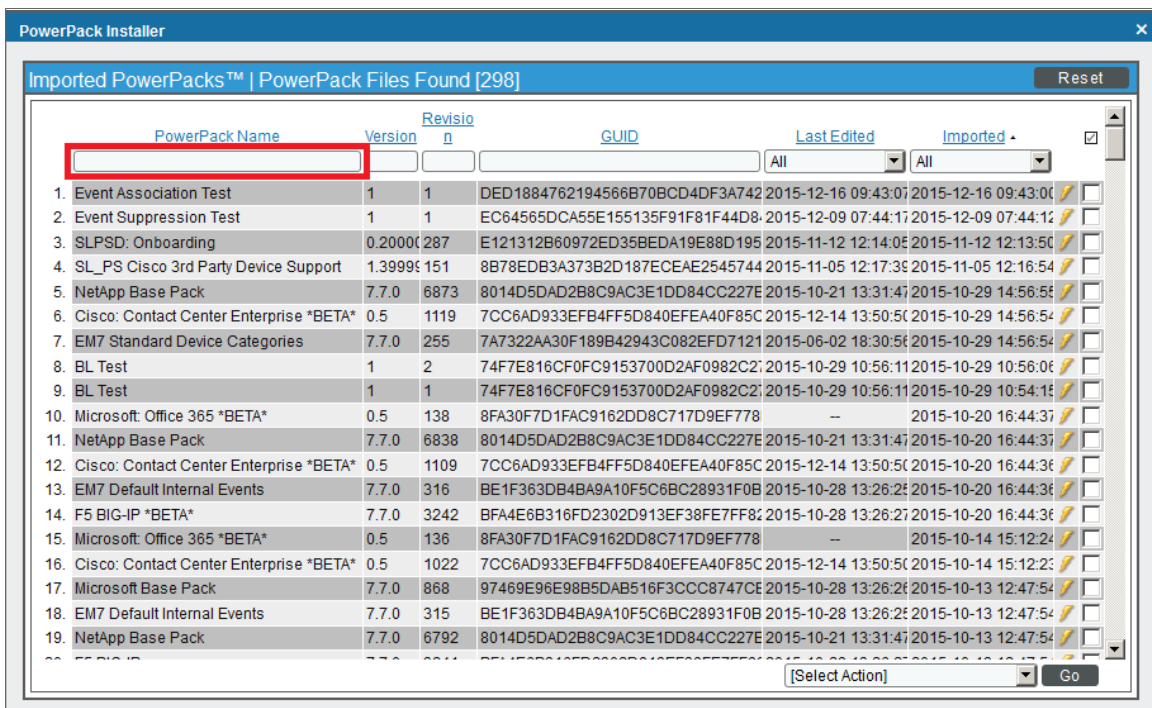 PowerPack Installer ×
Imported PowerPacks™ | PowerPack Files Found [298] Reset
PowerPack Name Version Revision GUID Last Edited Imported
All All
1. Event Association Test 1 1 DED1884762194566B70BCD4DF3A742 2015-12-16 09:43:07 2015-12-16 09:43:00
2. Event Suppression Test 1 1 EC64565DCA55E155135F91F81F44D8 2015-12-09 07:44:17 2015-12-09 07:44:12
3. SLPSD: Onboarding 0.2000 287 E121312B60972ED35BEDA19E88D195 2015-11-12 12:14:05 2015-11-12 12:13:50
4. SL_PS Cisco 3rd Party Device Support 1.3999 151 8B78EDB3A373B2D187ECEAE2545744 2015-11-05 12:17:39 2015-11-05 12:16:54
5. NetApp Base Pack 7.7.0 6873 8014D5DAD2B8C9AC3E1DD84CC227E 2015-10-21 13:31:47 2015-10-29 14:56:55
6. Cisco: Contact Center Enterprise *BETA* 0.5 1119 7CC6AD933EFB4FF5D840EFEA40F85C 2015-12-14 13:50:50 2015-10-29 14:56:54
7. EM7 Standard Device Categories 7.7.0 255 7A7322AA30F189B42943C082EFD7121 2015-06-02 18:30:56 2015-10-29 14:56:54
8. BL Test 1 2 74F7E816CF0FC9153700D2AF0982C2 2015-10-29 10:56:11 2015-10-29 10:56:06
9. BL Test 1 1 74F7E816CF0FC9153700D2AF0982C2 2015-10-29 10:56:11 2015-10-29 10:54:15
10. Microsoft: Office 365 *BETA* 0.5 138 8FA30F7D1FAC9162DD8C717D9EF778 -- 2015-10-20 16:44:37
11. NetApp Base Pack 7.7.0 6838 8014D5DAD2B8C9AC3E1DD84CC227E 2015-10-21 13:31:47 2015-10-20 16:44:37
12. Cisco: Contact Center Enterprise *BETA* 0.5 1109 7CC6AD933EFB4FF5D840EFEA40F85C 2015-12-14 13:50:50 2015-10-20 16:44:36
13. EM7 Default Internal Events 7.7.0 316 BE1F363DB4BA9A10F5C6BC28931F0B 2015-10-28 13:26:25 2015-10-20 16:44:36
14. F5 BIG-IP *BETA* 7.7.0 3242 BFA4E6B316FD2302D913EF38FE7FF82 2015-10-28 13:26:27 2015-10-20 16:44:36
15. Microsoft: Office 365 *BETA* 0.5 136 8FA30F7D1FAC9162DD8C717D9EF778 -- 2015-10-14 15:12:24
16. Cisco: Contact Center Enterprise *BETA* 0.5 1022 7CC6AD933EFB4FF5D840EFEA40F85C 2015-12-14 13:50:50 2015-10-14 15:12:23
17. Microsoft Base Pack 7.7.0 868 97469E96E98B5DAB516F3CCC8747CE 2015-10-28 13:26:26 2015-10-13 12:47:54
18. EM7 Default Internal Events 7.7.0 315 BE1F363DB4BA9A10F5C6BC28931F0B 2015-10-28 13:26:25 2015-10-13 12:47:54
19. NetApp Base Pack 7.7.0 6792 8014D5DAD2B8C9AC3E1DD84CC227E 2015-10-21 13:31:47 2015-10-13 12:47:54
[Select Action] Go